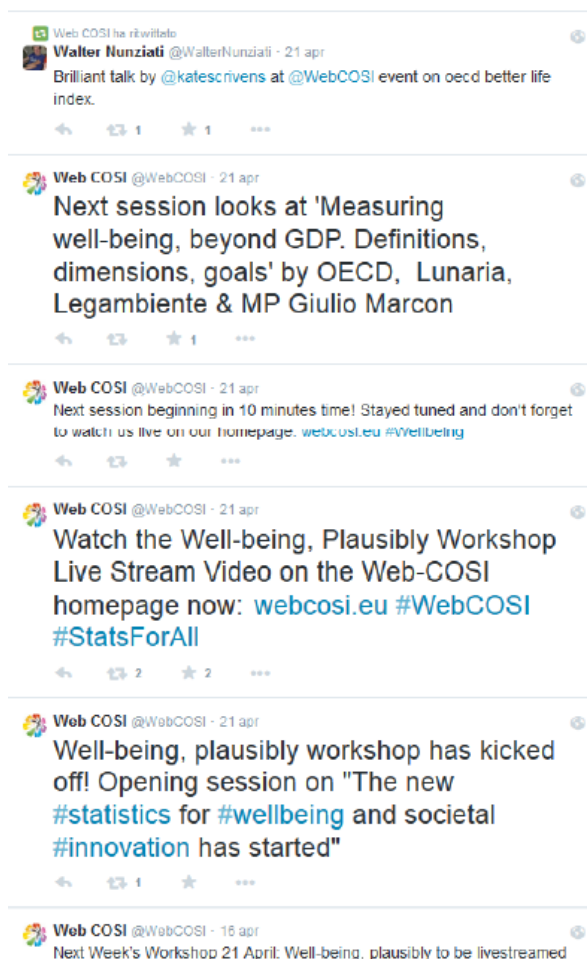 Web COSI ha ritwittato
Walter Nunziati @WalterNunziati · 21 apr
Brilliant talk by @katescrivens at @WebCOSI event on oecd better life
index.
1 1
Web COSI @WebCOSI · 21 apr
Next session looks at 'Measuring
well-being, beyond GDP. Definitions,
dimensions, goals' by OECD, Lunaria,
Legambiente & MP Giulio Marcon
1
Web COSI @WebCOSI · 21 apr
Next session beginning in 10 minutes time! Stayed tuned and don't forget
to watch us live on our homepage. webcosi.eu #Wellbeing
Web COSI @WebCOSI · 21 apr
Watch the Well-being, Plausibly Workshop
Live Stream Video on the Web-COSI
homepage now: webcosi.eu #WebCOSI
#StatsForAll
2 2
Web COSI @WebCOSI · 21 apr
Well-being, plausibly workshop has kicked
off! Opening session on "The new
#statistics for #wellbeing and societal
#innovation has started"
1
Web COSI @WebCOSI · 16 apr
Next Week's Workshop 21 April: Well-being, plausibly to be livestreamed